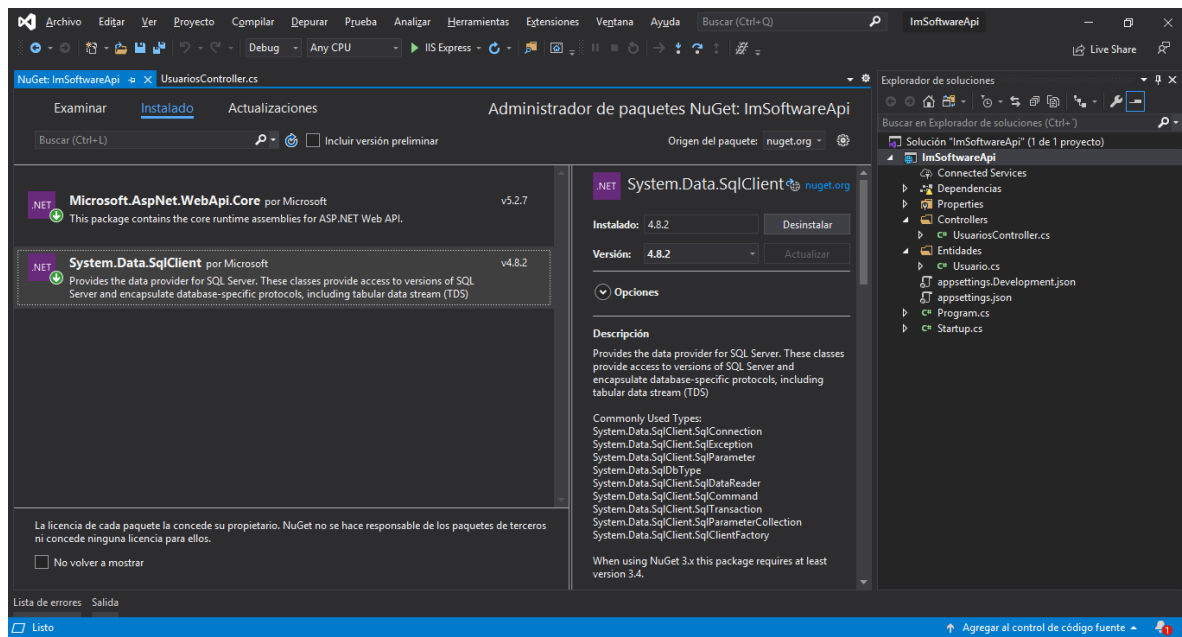 Archivo Editar Ver Proyecto Compilar Depurar Prueba Analizar Herramientas Extensiones Ventana Ayuda Buscar (Ctrl+Q) ImSoftwareApi
Debug Any CPU IIS Express Live Share
NuGet: ImSoftwareApi UsuariosController.cs
Examinar Instalado Actualizaciones Administrador de paquetes NuGet: ImSoftwareApi
Buscar (Ctrl+L) Incluir versión preliminar Origen del paquete: nuget.org
.NET Microsoft.AspNet.WebApi.Core por Microsoft v5.2.7
This package contains the core runtime assemblies for ASP.NET Web API.
.NET System.Data.SqlClient por Microsoft v4.8.2
Provides the data provider for SQL Server. These classes provide access to versions of SQL
Server and encapsulate database-specific protocols, including tabular data stream (TDS)
La licencia de cada paquete la concede su propietario. NuGet no se hace responsable de los paquetes de terceros
ni concede ninguna licencia para ellos.
No volver a mostrar
.NET System.Data.SqlClient nuget.org
Instalado: 4.8.2 Desinstalar
Versión: 4.8.2 Actualizar
Opciones
Descripción
Provides the data provider for SQL Server. These classes
provide access to versions of SQL Server and
encapsulate database-specific protocols, including
tabular data stream (TDS)
Commonly Used Types:
System.Data.SqlClient.SqlConnection
System.Data.SqlClient.SqlException
System.Data.SqlClient.SqlParameter
System.Data.SqlDbType
System.Data.SqlClient.SqlDataReader
System.Data.SqlClient.SqlCommand
System.Data.SqlClient.SqlTransaction
System.Data.SqlClient.SqlParameterCollection
System.Data.SqlClient.SqlClientFactory
When using NuGet 3.x this package requires at least
version 3.4.
Explorador de soluciones
Buscar en Explorador de soluciones (Ctrl+¨)
Solución "ImSoftwareApi" (1 de 1 proyecto)
ImSoftwareApi
Connected Services
Dependencias
Properties
Controllers
C# UsuariosController.cs
Entidades
C# Usuario.cs
appsettings.Development.json
appsettings.json
C# Program.cs
C# Startup.cs
Lista de errores Salida
Listo Agregar al control de código fuente 1